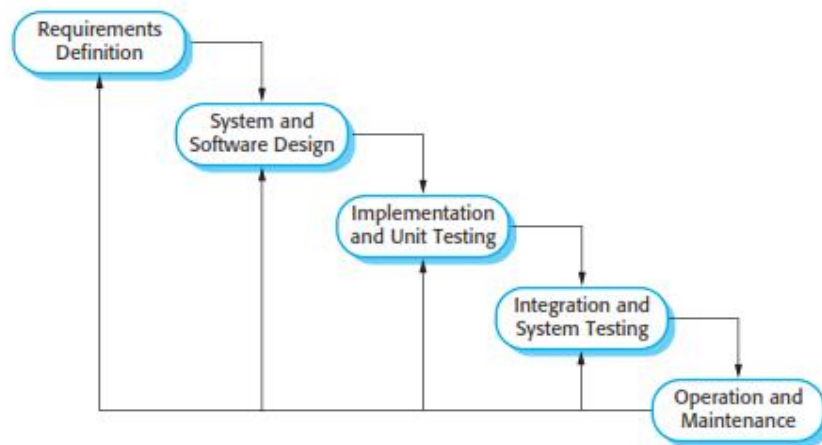 Requirements
Definition
System and
Software Design
Implementation
and Unit Testing
Integration and
System Testing
Operation and
Maintenance